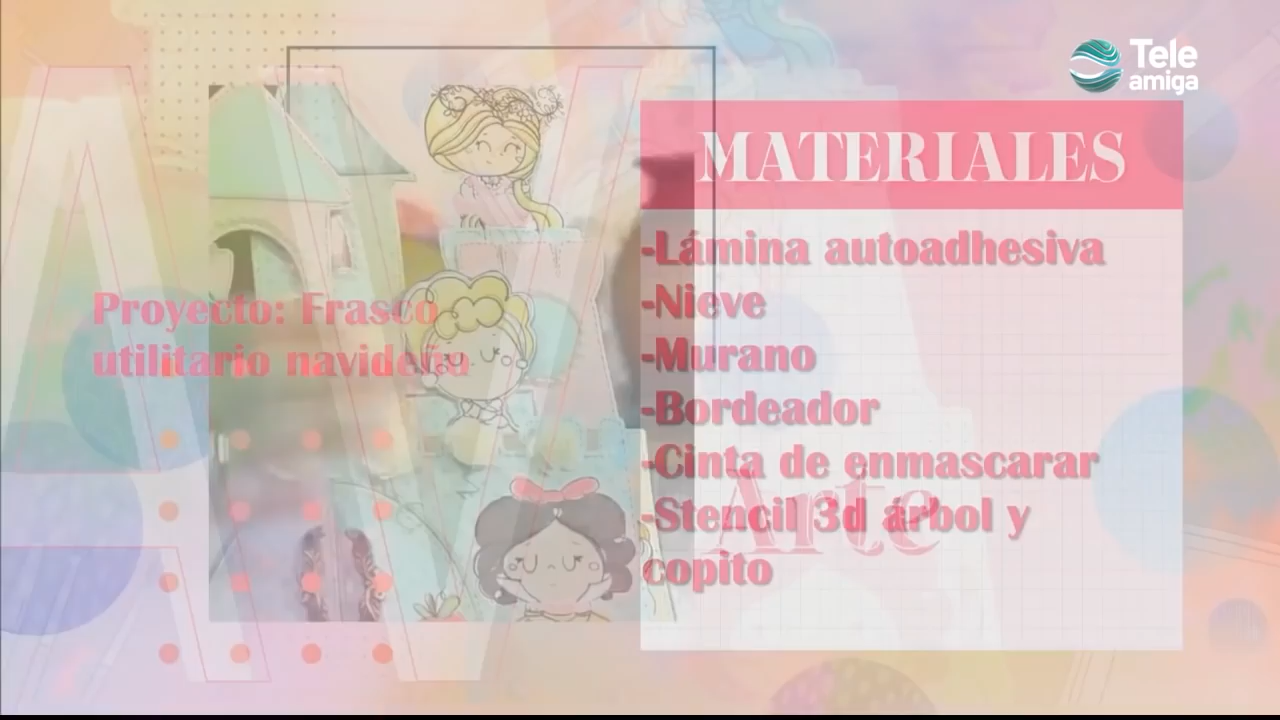 Tele
amiga
MATERIALES
-Lámina autoadhesiva
-Nieve
-Murano
-Bordeador
-Cinta de enmascarar
-Stencil 3d árbol y
copito
Proyecto: Frasco
utilitario navideño
Arte